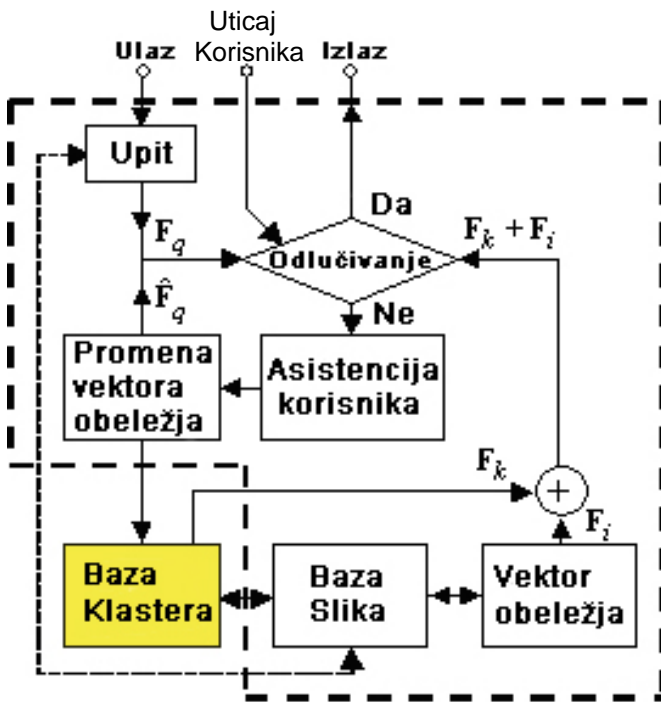 Uticaj
Ulaz Korisnika Izlaz
Upit
Da
F_q
F_k + F_i
Odlučivanje
F̂_q
Ne
Promena
vektora
obeležja
Asistencija
korisnika
F_k
+
F_i
Baza
Klastera
Baza
Slika
Vektor
obeležja